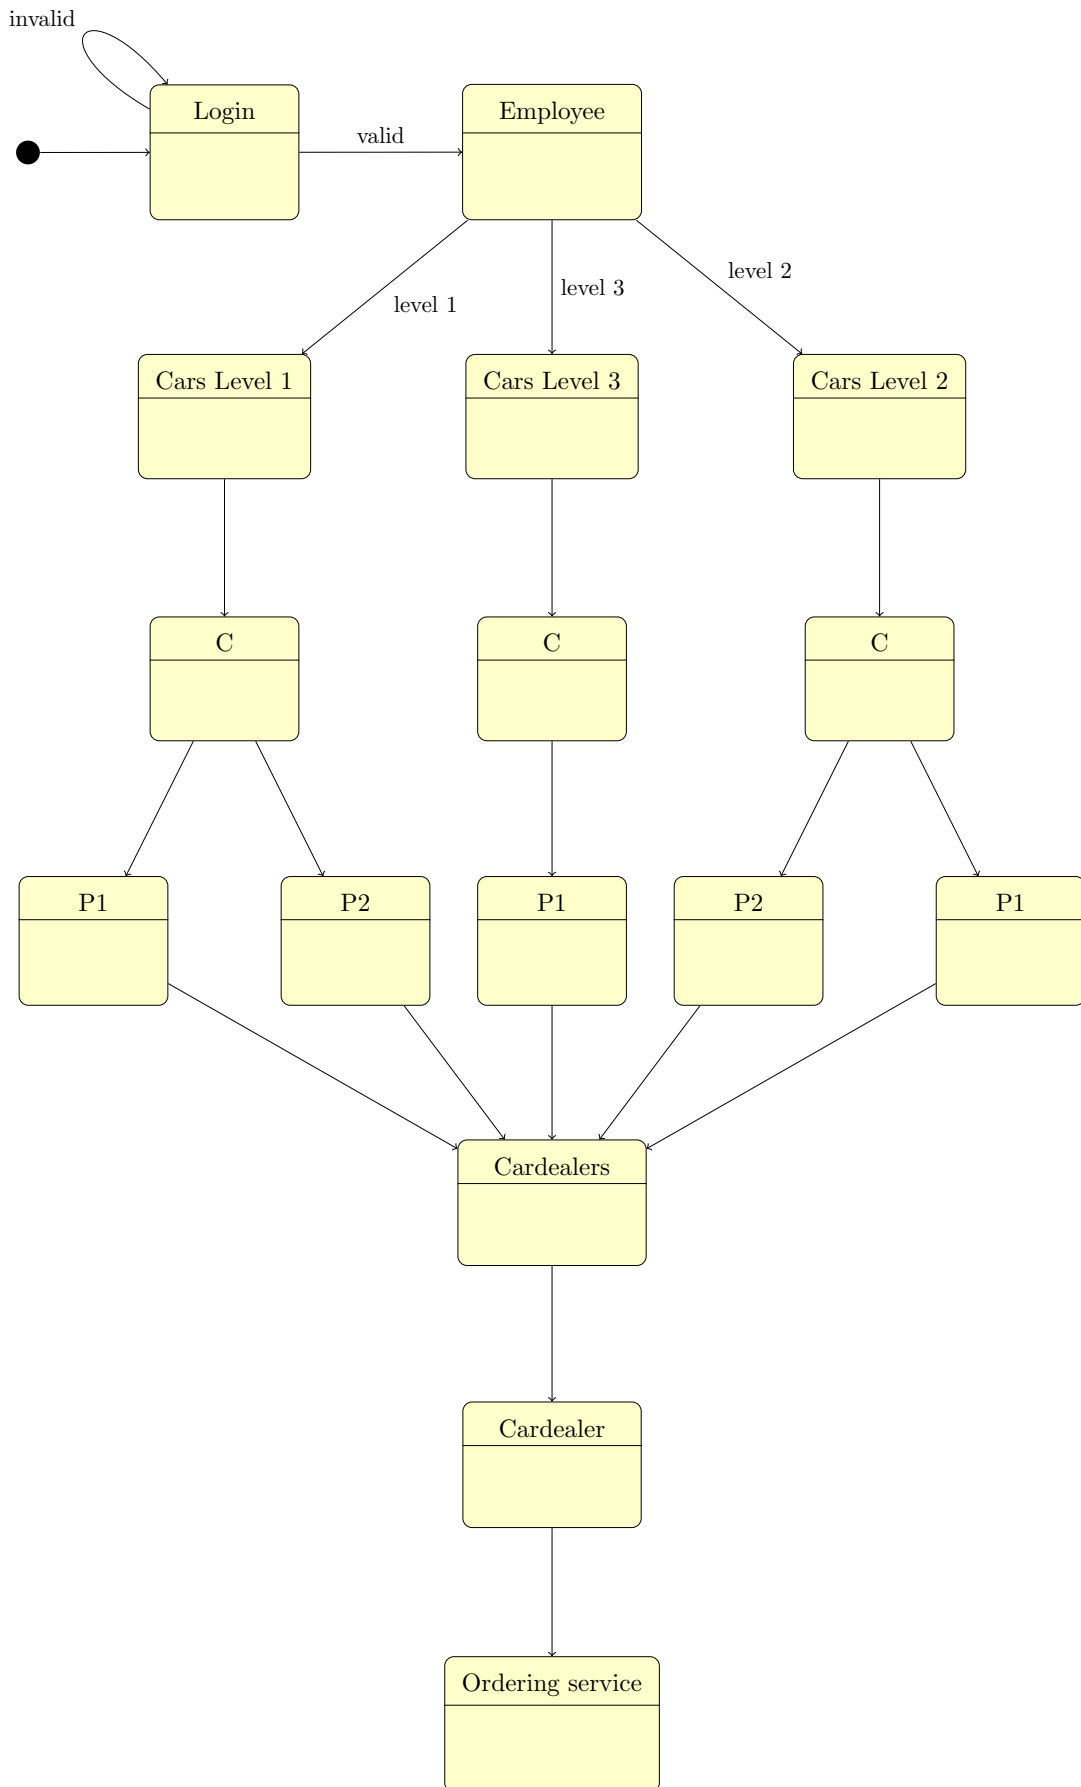 invalid
Login
Employee
valid
level 1
level 3
level 2
Cars Level 1
Cars Level 3
Cars Level 2
C
C
C
P1
P2
P1
P2
P1
Cardealers
Cardealer
Ordering service